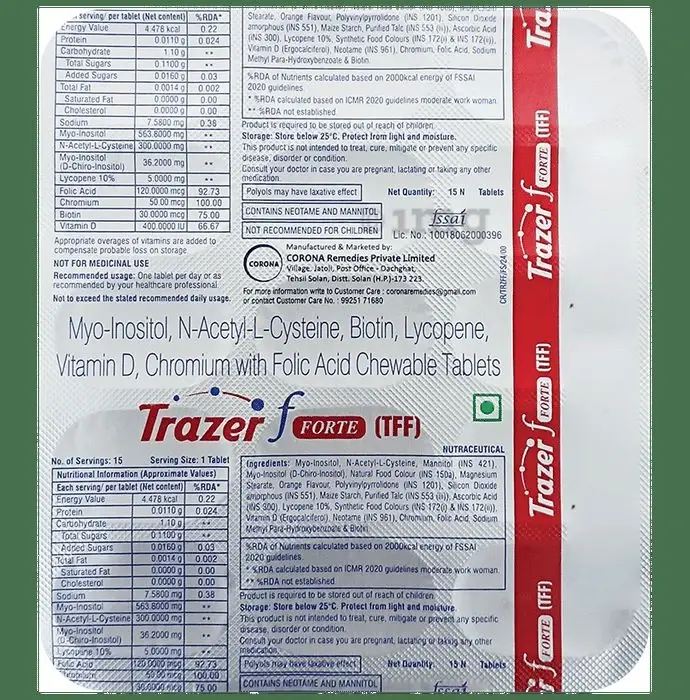 serving/ per tablet (Net content) %RDA*
Energy Value 4.478 kcal 0.22
Protein 0.0110 g 0.024
Carbohydrate 1.10 g **
Total Sugars 0.1100 g **
Added Sugars 0.0160 g 0.03
Total Fat 0.0014 g 0.002
Saturated Fat 0.0000 g 0.00
Cholesterol 0.0000 g 0.00
Sodium 7.5800 mg 0.38
Myo-Inositol 563.8000 mg **
N-Acetyl-L-Cysteine 300.0000 mg **
Myo-Inositol (D-Chiro-Inositol) 36.2000 mg **
Lycopene 10% 5.0000 mg **
Folic Acid 120.0000 mcg 92.73
Chromium 50.00 mcg 100.00
Biotin 30.0000 mcg 75.00
Vitamin D 400.0000 IU 66.67
Appropriate overages of vitamins are added to
compensate probable loss on storage
NOT FOR MEDICINAL USE
Recommended usage: One tablet per day or as
recommended by your healthcare professional
Not to exceed the stated recommended daily usage.
Stearate, Orange Flavour, Polyvinylpyrrolidone (INS 1201), Silicon Dioxide
amorphous (INS 551), Maize Starch, Purified Talc (INS 553 (iii)), Ascorbic Acid
(INS 300), Lycopene 10%, Synthetic Food Colours (INS 172(i) & INS 172(ii)),
Vitamin D (Ergocalciferol), Neotame (INS 961), Chromium, Folic Acid, Sodium
Methyl Para-Hydroxybenzoate & Biotin.
%RDA of Nutrients calculated based on 2000kcal energy of FSSAI
2020 guidelines.
* %RDA calculated based on ICMR 2020 guidelines moderate work woman.
** %RDA not established.
Product is required to be stored out of reach of children.
Storage: Store below 25°C. Protect from light and moisture.
This product is not intended to treat, cure, mitigate or prevent any specific
disease, disorder or condition.
Consult your doctor in case you are pregnant, lactating or taking any other
medication.
Polyols may have laxative effect Net Quantity: 15 N Tablets
CONTAINS NEOTAME AND MANNITOL fssai
NOT RECOMMENDED FOR CHILDREN Lic. No.: 10018062000396
1mg
CORONA
Manufactured & Marketed by:
CORONA Remedies Private Limited
Village, Jatoli, Post Office - Dachghat,
Tehsil Solan, Distt. Solan (H.P.)-173 223.
For more information write to Customer Care : coronaremedies@gmail.com
or contact Customer Care No. : 99251 71680
CR/TRZF/FS/24/00
Myo-Inositol, N-Acetyl-L-Cysteine, Biotin, Lycopene,
Vitamin D, Chromium with Folic Acid Chewable Tablets
Trazer f FORTE (TFF)
NUTRACEUTICAL
No. of Servings: 15 Serving Size: 1 Tablet
Nutritional Information (Approximate Values)
Each serving/ per tablet (Net content) %RDA*
Energy Value 4.478 kcal 0.22
Protein 0.0110 g 0.024
Carbohydrate 1.10 g **
Total Sugars 0.1100 g **
Added Sugars 0.0160 g 0.03
Total Fat 0.0014 g 0.002
Saturated Fat 0.0000 g 0.00
Cholesterol 0.0000 g 0.00
Sodium 7.5800 mg 0.38
Myo-Inositol 563.8000 mg **
N-Acetyl-L-Cysteine 300.0000 mg **
Myo-Inositol (D-Chiro-Inositol) 36.2000 mg **
Lycopene 10% 5.0000 mg **
Folic Acid 120.0000 mcg 92.73
Chromium 50.00 mcg 100.00
30.0000 mcg 75.00
Ingredients: Myo-Inositol, N-Acetyl-L-Cysteine, Mannitol (INS 421),
Myo-Inositol (D-Chiro-Inositol), Natural Food Colour (INS 150a), Magnesium
Stearate, Orange Flavour, Polyvinylpyrrolidone (INS 1201), Silicon Dioxide
amorphous (INS 551), Maize Starch, Purified Talc (INS 553 (iii)), Ascorbic Acid
(INS 300), Lycopene 10%, Synthetic Food Colours (INS 172(i) & INS 172(ii)),
Vitamin D (Ergocalciferol), Neotame (INS 961), Chromium, Folic Acid, Sodium
Methyl Para-Hydroxybenzoate & Biotin.
%RDA of Nutrients calculated based on 2000kcal energy of FSSAI
2020 guidelines.
* %RDA calculated based on ICMR 2020 guidelines moderate work woman.
** %RDA not established.
Product is required to be stored out of reach of children.
Storage: Store below 25°C. Protect from light and moisture.
This product is not intended to treat, cure, mitigate or prevent any specific
disease, disorder or condition.
Consult your doctor in case you are pregnant, lactating or taking any other
medication.
Polyols may have laxative effect Net Quantity: 15 N Tablets
CONTAINS NEOTAME AND MANNITOL fssai
Tra
Trazer f FORTE (TFF)
Trazer f FORTE (TFF)
f FORTE (TFF)